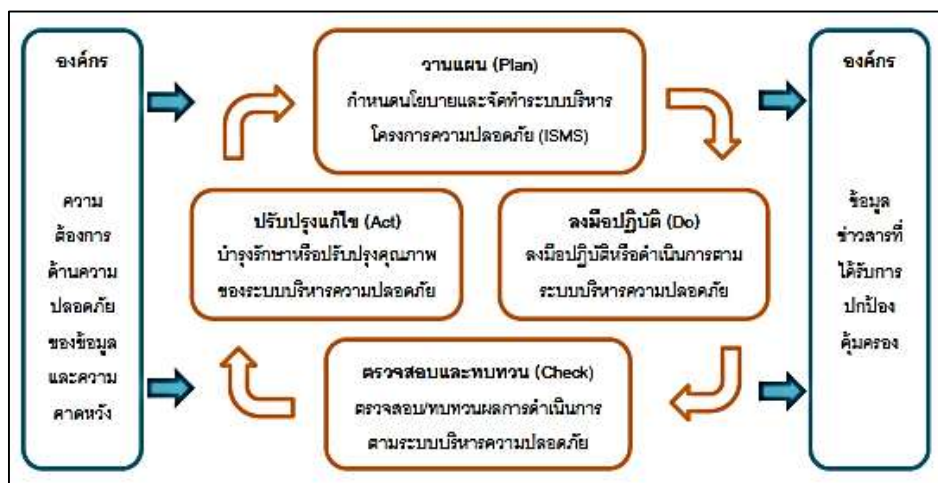 องค์กร
ความ
ต้องการ
ด้านความ
ปลอดภัย
ของข้อมูล
และความ
คาดหวัง
วานแผน (Plan)
กำหนดนโยบายและจัดทำระบบบริหาร
โครงการความปลอดภัย (ISMS)
ปรับปรุงแก้ไข (Act)
บำรุงรักษาหรือปรับปรุงคุณภาพ
ของระบบบริหารความปลอดภัย
ลงมือปฏิบัติ (Do)
ลงมือปฏิบัติหรือดำเนินการตาม
ระบบบริหารความปลอดภัย
ตรวจสอบและทบทวน (Check)
ตรวจสอบ/ทบทวนผลการดำเนินการ
ตามระบบบริหารความปลอดภัย
องค์กร
ข้อมูล
ข่าวสารที่
ได้รับการ
ปกป้อง
คุ้มครอง